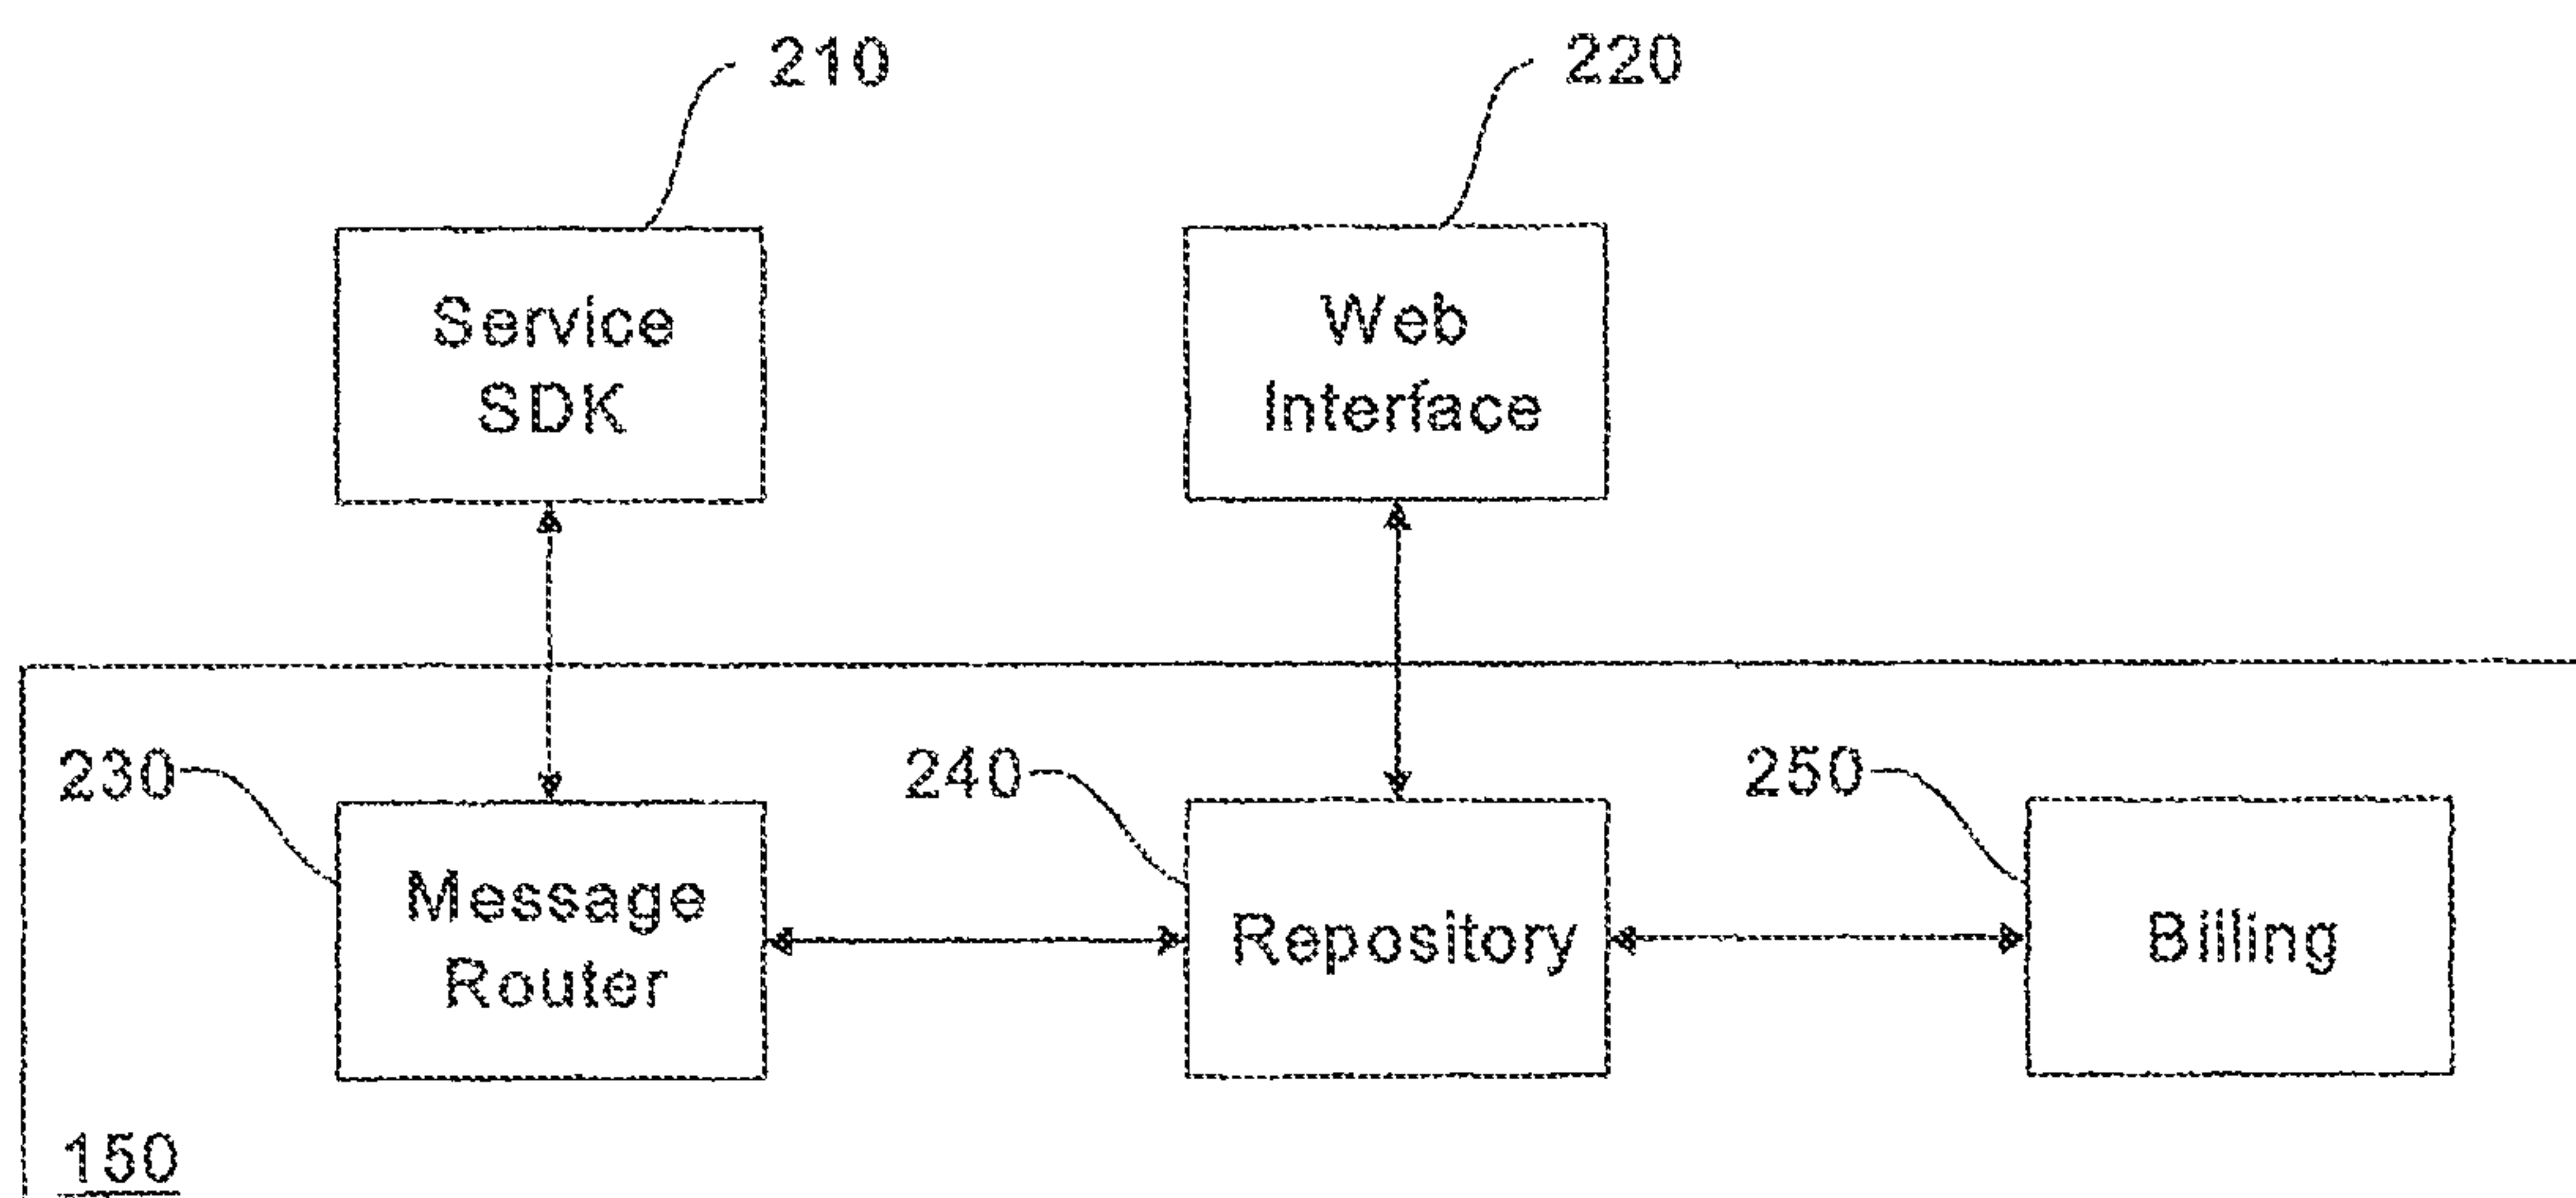 210
220
Service
SDK
Web
Interface
230
240
250
Message
Router
Repository
Billing
150